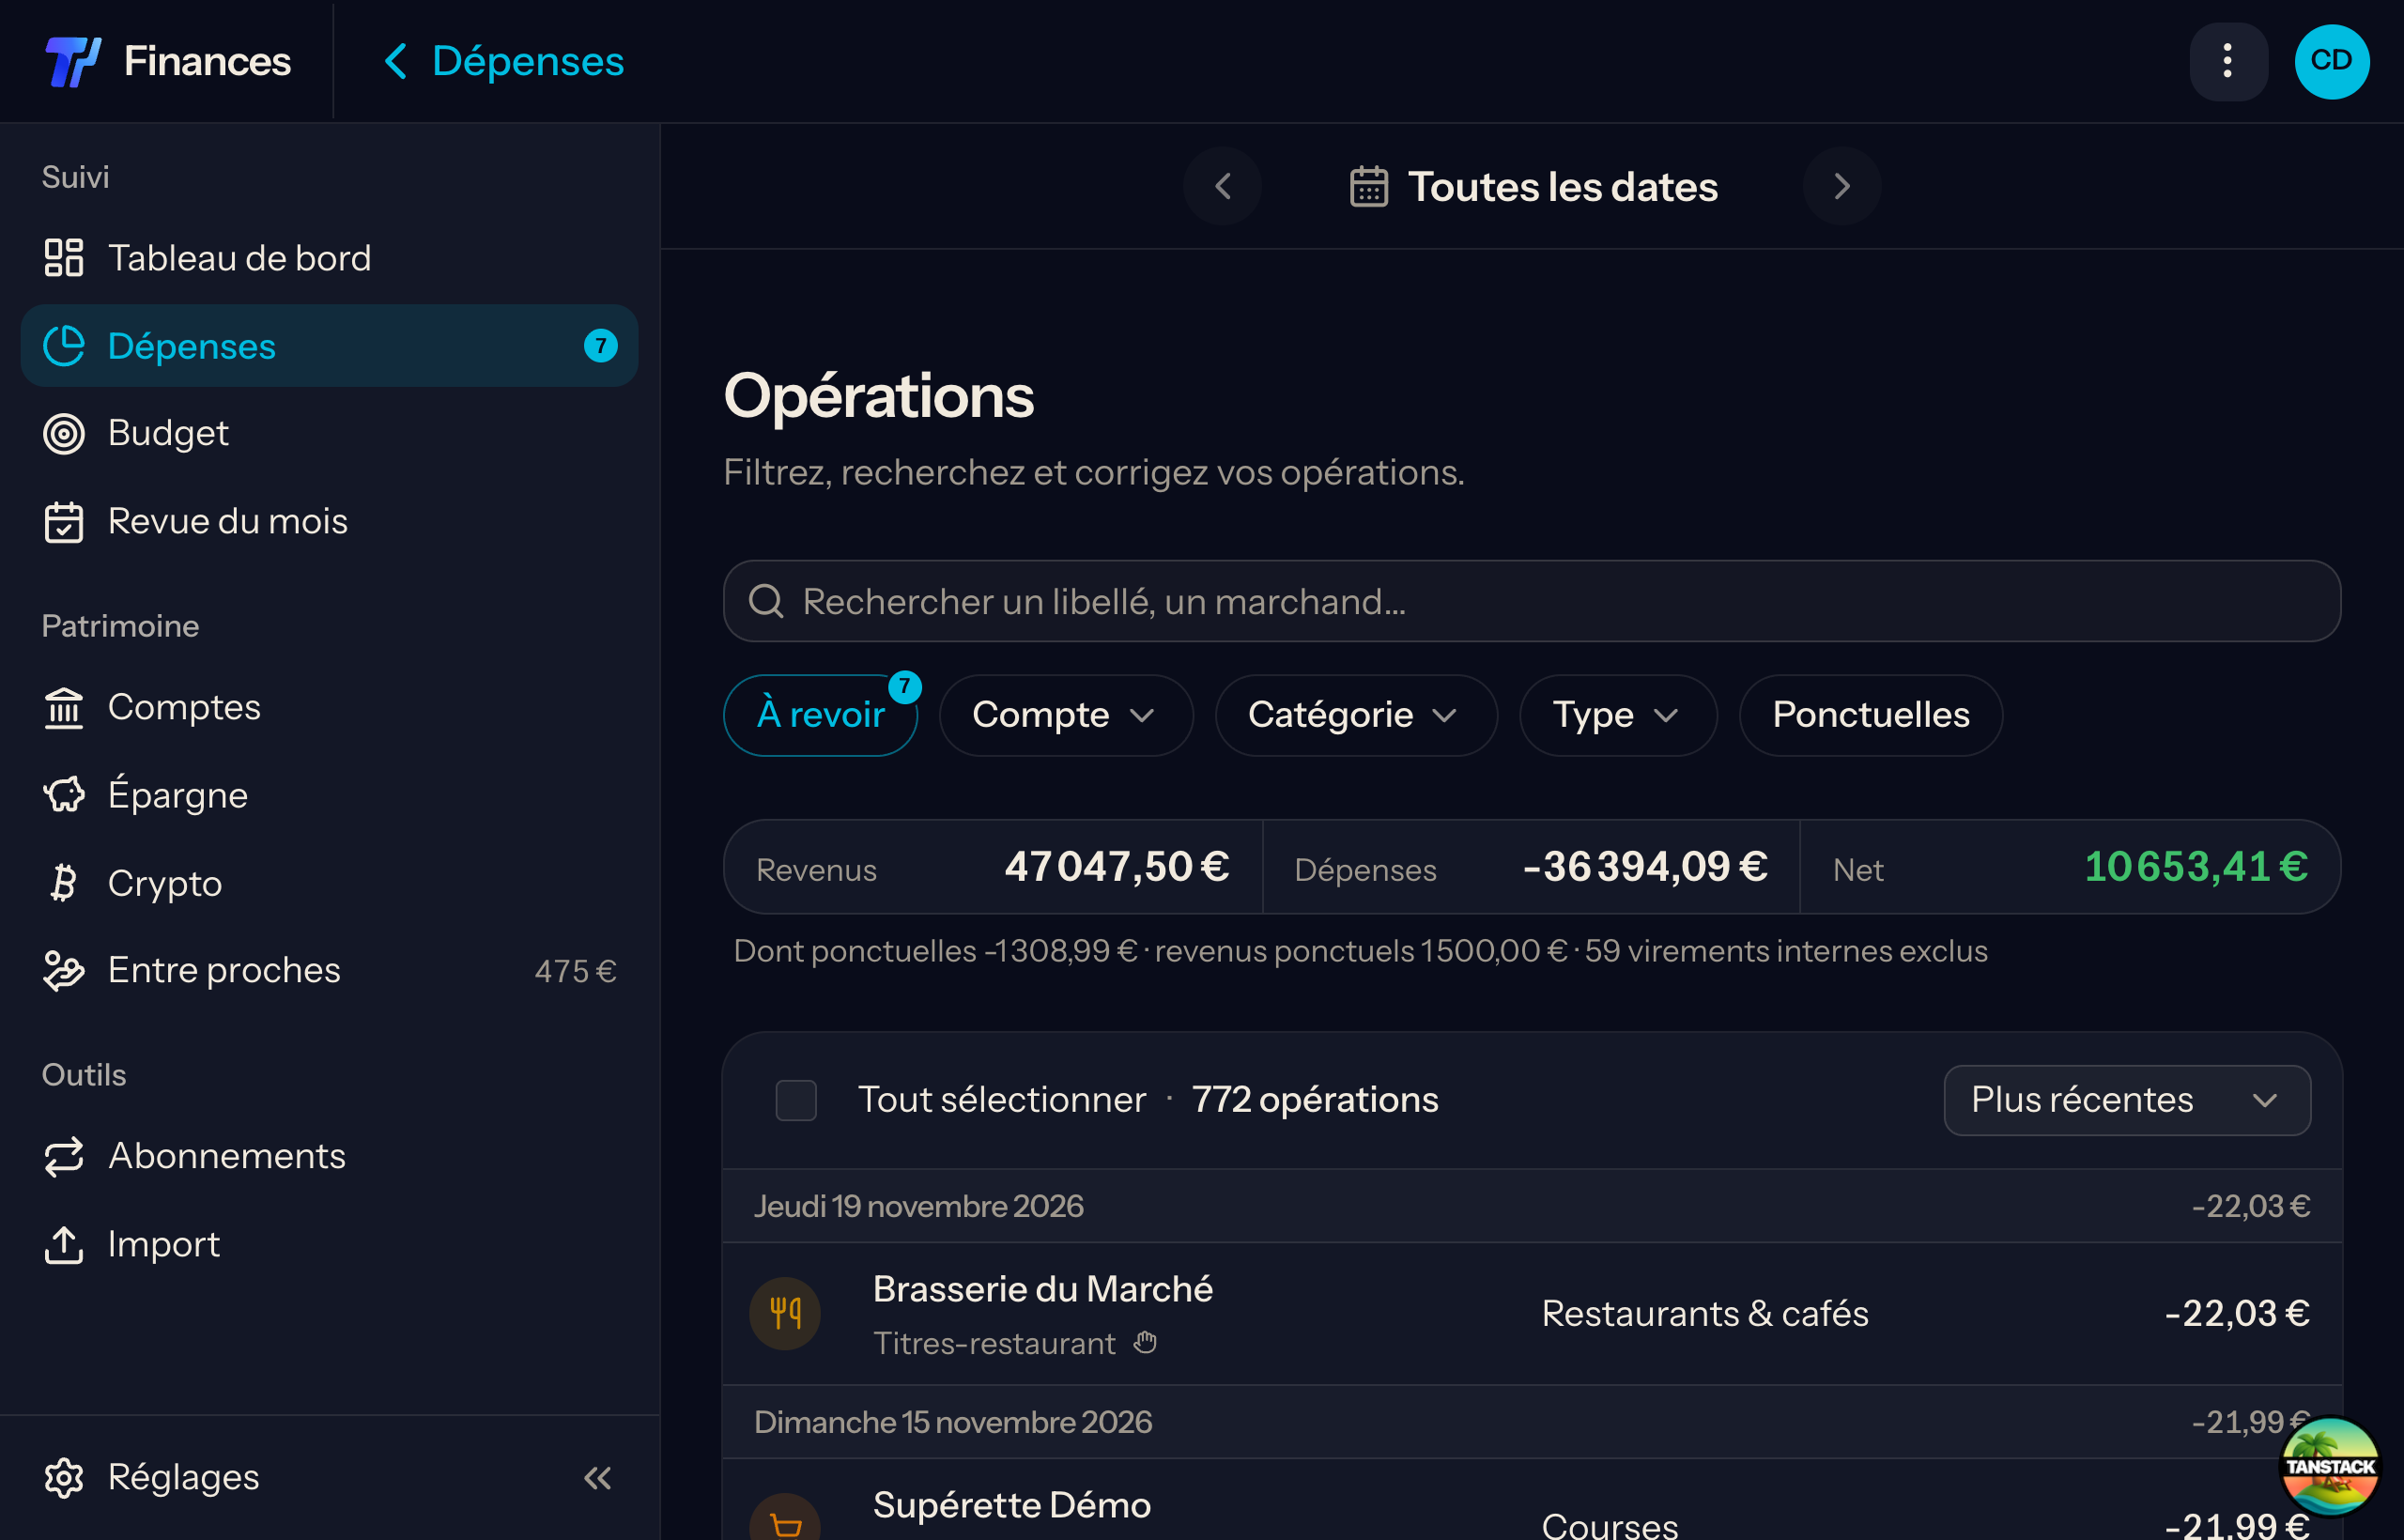 Finances
Dépenses
CD
Suivi
Tableau de bord
Dépenses 7
Budget
Revue du mois
Patrimoine
Comptes
Épargne
Crypto
Entre proches 475 €
Outils
Abonnements
Import
Réglages
Toutes les dates
Opérations
Filtrez, recherchez et corrigez vos opérations.
Rechercher un libellé, un marchand...
À revoir 7 Compte Catégorie Type Ponctuelles
Revenus 47 047,50 € Dépenses -36 394,09 € Net 10 653,41 €
Dont ponctuelles -1 308,99 € · revenus ponctuels 1 500,00 € · 59 virements internes exclus
Tout sélectionner · 772 opérations Plus récentes
Jeudi 19 novembre 2026 -22,03 €
Brasserie du Marché
Titres-restaurant
Restaurants & cafés -22,03 €
Dimanche 15 novembre 2026 -21,99 €
Supérette Démo
Courses -21,99 €
TANSTACK